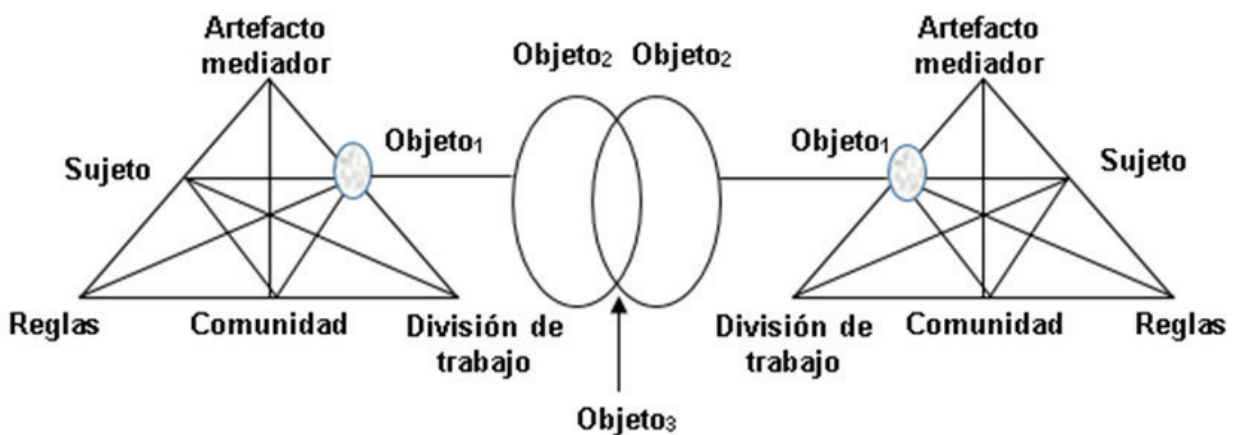 Artefacto
mediador
Objeto₂ Objeto₂
Artefacto
mediador
Sujeto
Objeto₁
Objeto₁
Sujeto
Reglas
Comunidad
División de
trabajo
División de
trabajo
Comunidad
Reglas
Objeto₃